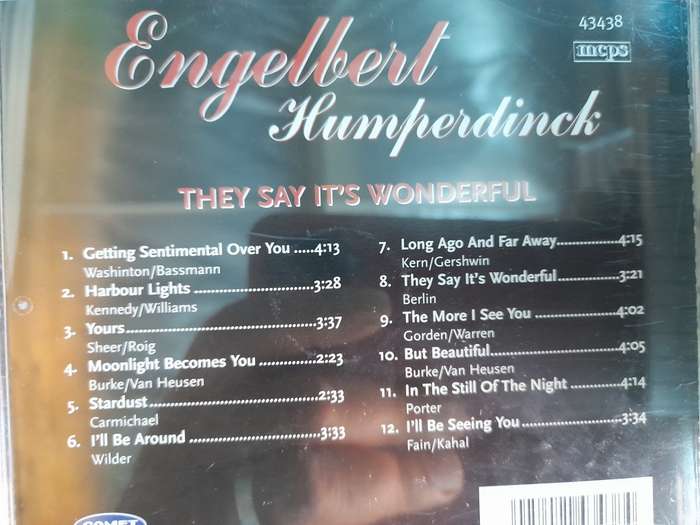 43438
mcps
Engelbert
Humperdinck
THEY SAY IT'S WONDERFUL
1. Getting Sentimental Over You .....4:13
Washinton/Bassmann
2. Harbour Lights ...........................3:28
Kennedy/Williams
3. Yours...........................................3:37
Sheer/Roig
4. Moonlight Becomes You .............2:23
Burke/Van Heusen
5. Stardust......................................2:33
Carmichael
6. I'll Be Around .............................3:33
Wilder
7. Long Ago And Far Away...............4:15
Kern/Gershwin
8. They Say It's Wonderful...............3:21
Berlin
9. The More I See You .....................4:02
Gorden/Warren
10. But Beautiful................................4:05
Burke/Van Heusen
11. In The Still Of The Night .............4:14
Porter
12. I'll Be Seeing You.........................3:34
Fain/Kahal
COMET